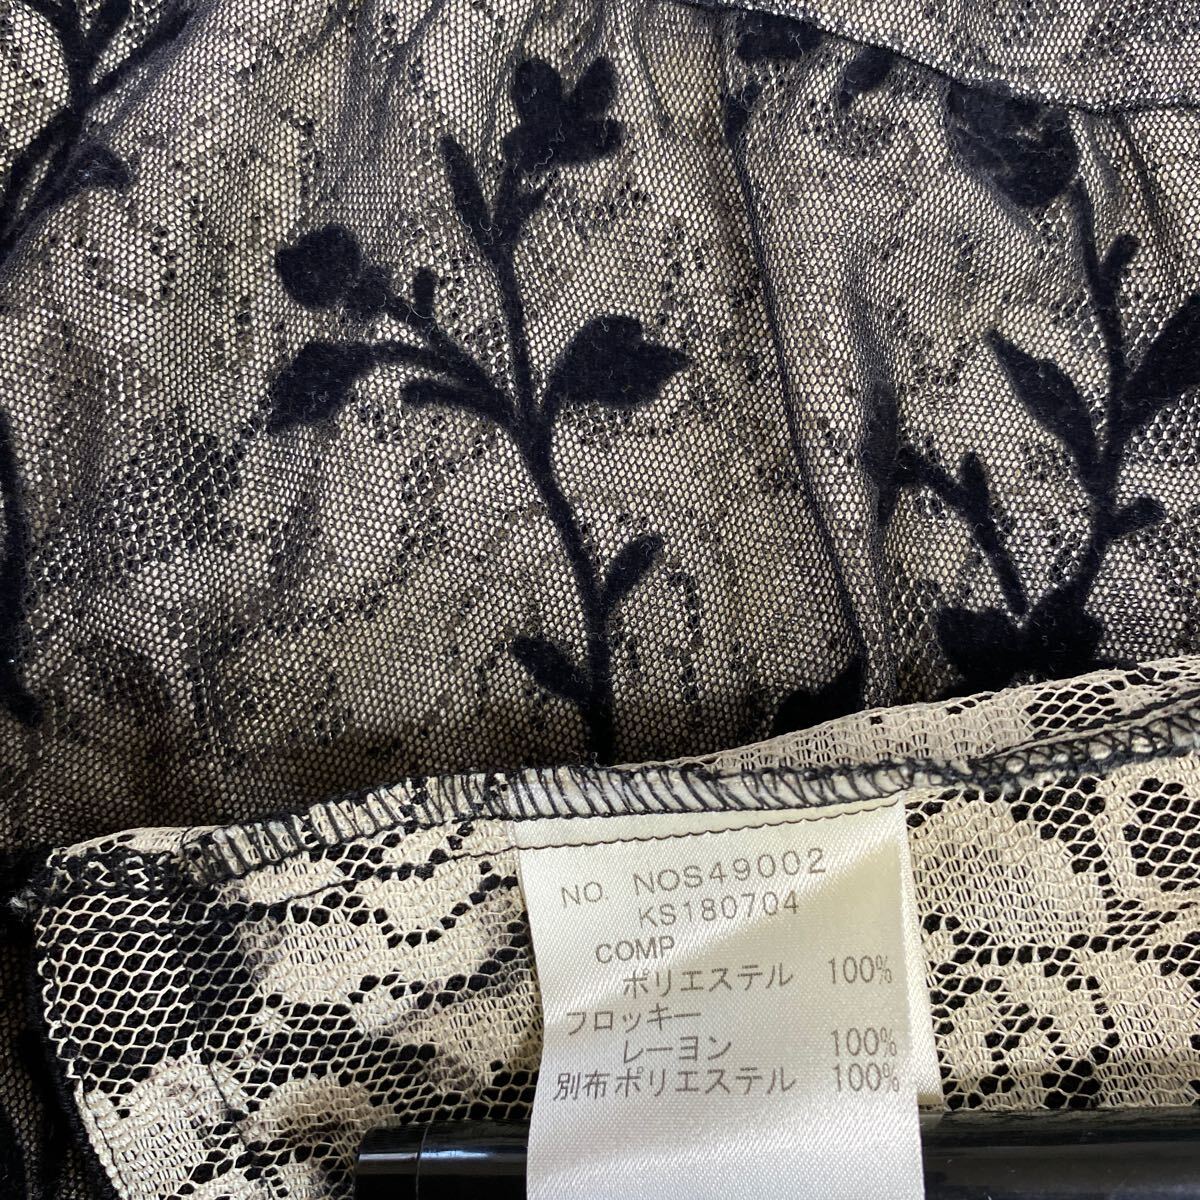 NO. NOS49002
KS180704
COMP
ポリエステル 100%
フロッキー
レーヨン 100%
別布ポリエステル 100%